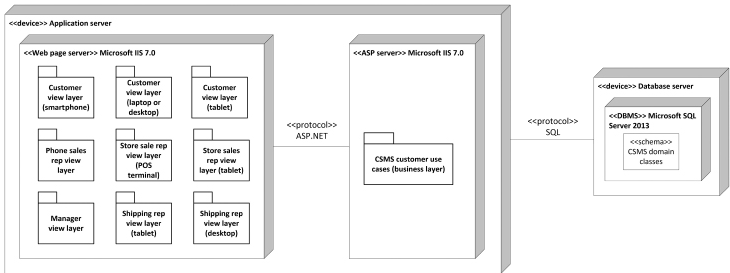 <<device>> Application server
<<Web page server>> Microsoft IIS 7.0
Customer
view layer
(smartphone)
Customer
view layer
(laptop or
desktop)
Customer
view layer
(tablet)
Phone sales
rep view
layer
Store sale rep
view layer
(POS
terminal)
Store sales
rep view
layer (tablet)
Manager
view layer
Shipping rep
view layer
(tablet)
Shipping rep
view layer
(desktop)
<<protocol>>
ASP.NET
<<ASP server>> Microsoft IIS 7.0
CSMS customer use
cases (business layer)
<<protocol>>
SQL
<<device>> Database server
<<DBMS>> Microsoft SQL
Server 2013
<<schema>>
CSMS domain
classes